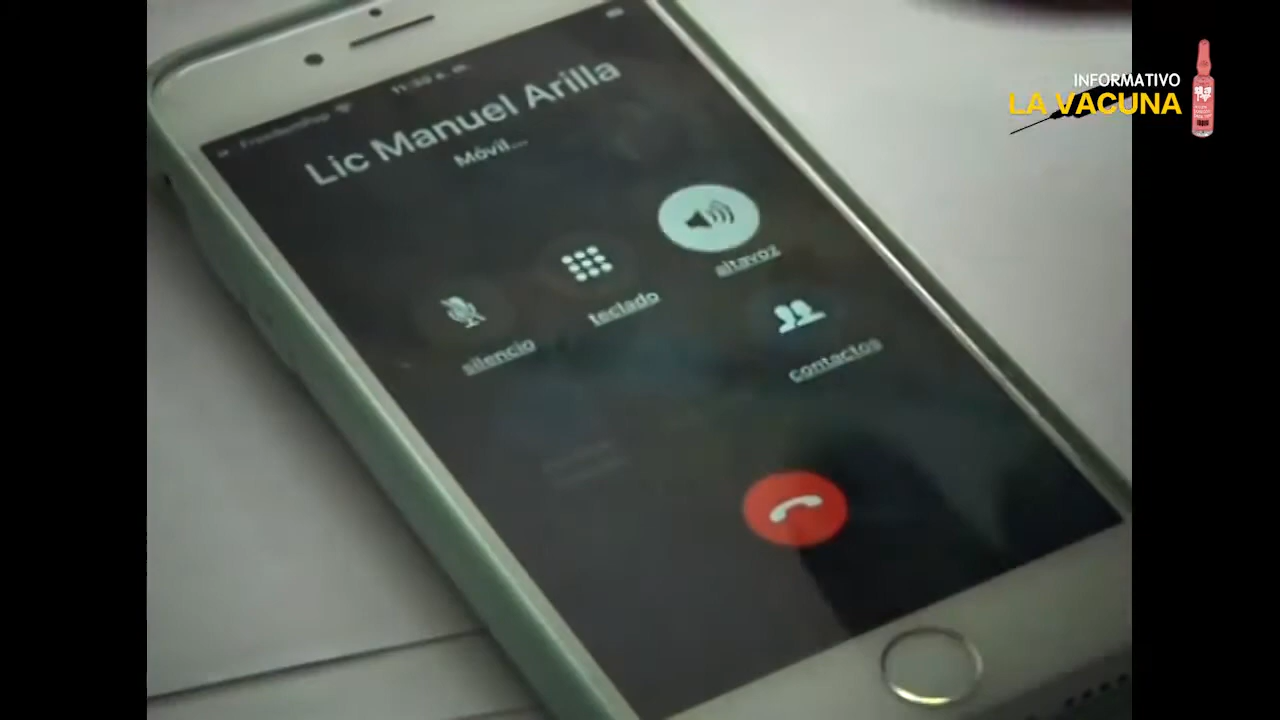 INFORMATIVO
LA VACUNA
Lic Manuel Arilla
Móvil...
silencio
teclado
altavoz
contactos